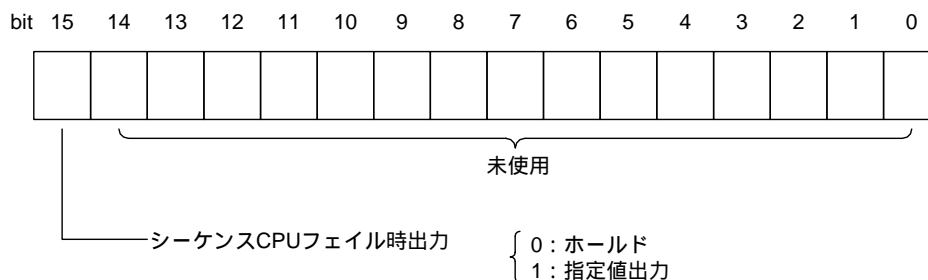 bit 15 14 13 12 11 10 9 8 7 6 5 4 3 2 1 0
未使用
シーケンスCPUフェイル時出力
0：ホールド
1：指定値出力